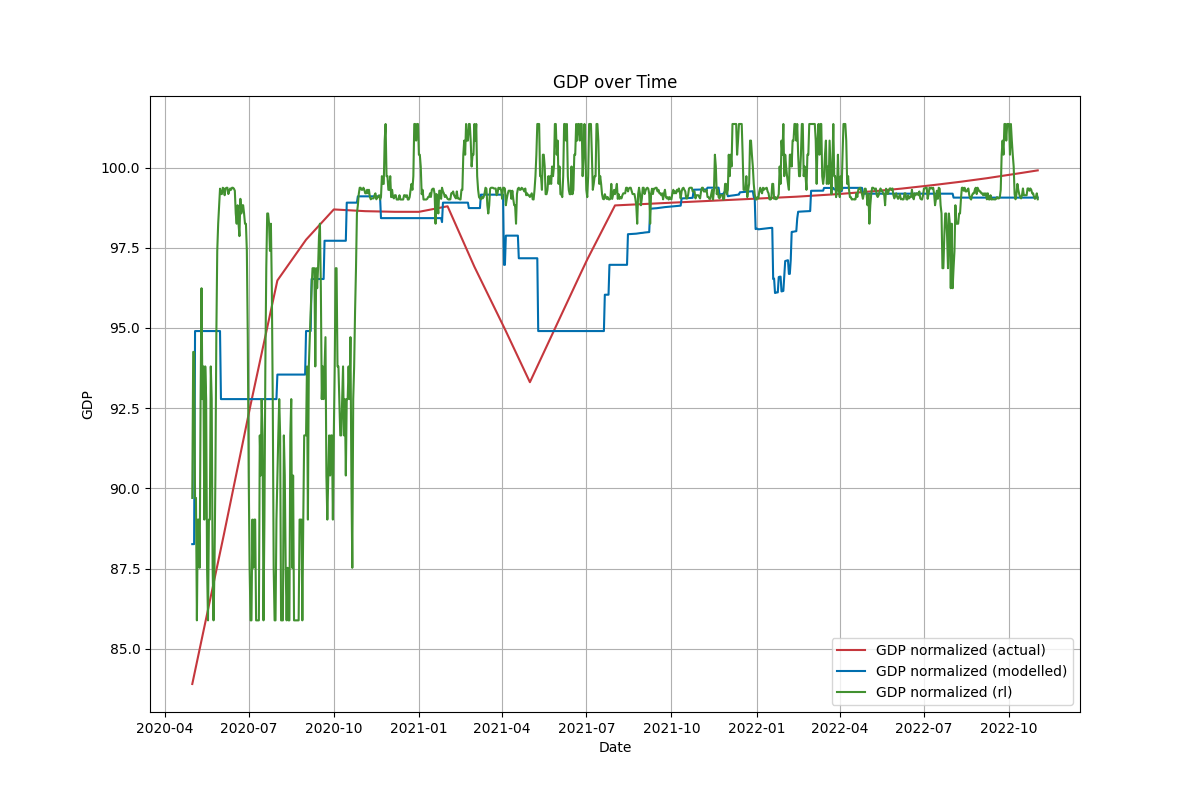 GDP over Time
100.0
97.5
95.0
92.5
90.0
87.5
85.0
GDP
GDP normalized (actual)
GDP normalized (modelled)
GDP normalized (rl)
2020-04 2020-07 2020-10 2021-01 2021-04 2021-07 2021-10 2022-01 2022-04 2022-07 2022-10
Date